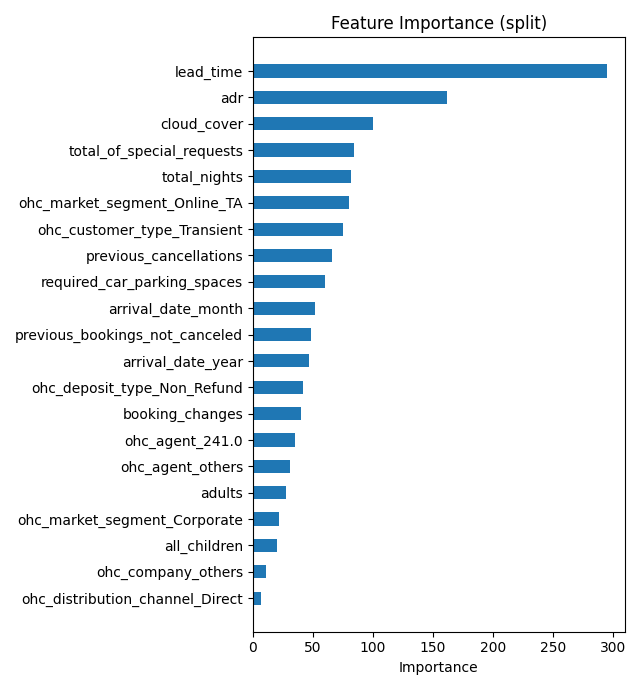 Feature Importance (split)
lead_time
adr
cloud_cover
total_of_special_requests
total_nights
ohc_market_segment_Online_TA
ohc_customer_type_Transient
previous_cancellations
required_car_parking_spaces
arrival_date_month
previous_bookings_not_canceled
arrival_date_year
ohc_deposit_type_Non_Refund
booking_changes
ohc_agent_241.0
ohc_agent_others
adults
ohc_market_segment_Corporate
all_children
ohc_company_others
ohc_distribution_channel_Direct
0 50 100 150 200 250 300
Importance